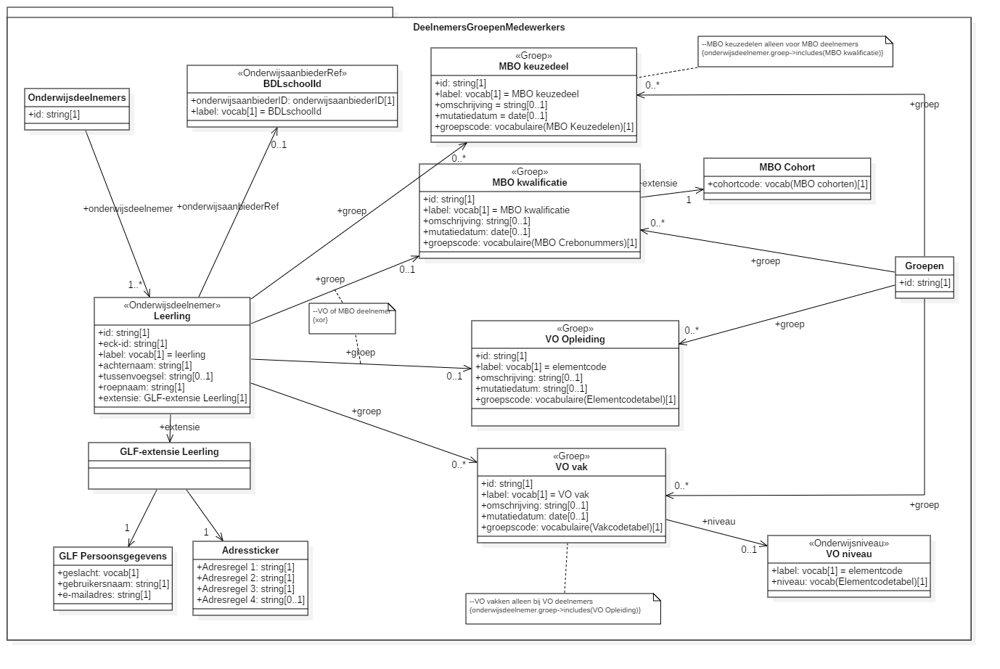 DeelnemersGroepenMedewerkers
--MBO keuzedelen alleen voor MBO deelnemers
{onderwijsdeelnemer.groep->includes(MBO kwalificatie)}
«Groep»
MBO keuzedeel
+id: string[1]
+label: vocab[1] = MBO keuzedeel
+omschrijving = string[0..1]
+mutatiedatum = date[0..1]
+groepscode: vocabulaire(MBO Keuzedelen)[1]
0..*
+groep
«OnderwijsaanbiederRef»
BDLschoolId
+onderwijsaanbiederID: onderwijsaanbiederID[1]
+label: vocab[1] = BDLschoolId
0..1
Onderwijsdeelnemers
+id: string[1]
+onderwijsdeelnemer
+onderwijsaanbiederRef
+groep
0..*
«Groep»
MBO kwalificatie
+id: string[1]
+label: vocab[1] = MBO kwalificatie
+omschrijving: string[0..1]
+mutatiedatum: date[0..1]
+groepscode: vocabulaire(MBO Crebonummers)[1]
+extensie
1
MBO Cohort
+cohortcode: vocab(MBO cohorten)[1]
0..*
+groep
Groepen
+id: string[1]
1..*
+groep
0..1
--VO of MBO deelnemer
{xor}
«Onderwijsdeelnemer»
Leerling
+id: string[1]
+eck-id: string[1]
+label: vocab[1] = leerling
+achternaam: string[1]
+tussenvoegsel: string[0..1]
+roepnaam: string[1]
+extensie: GLF-extensie Leerling[1]
+groep
0..1
«Groep»
VO Opleiding
+id: string[1]
+label: vocab[1] = elementcode
+omschrijving: string[0..1]
+mutatiedatum: string[0..1]
+groepscode: vocabulaire(Elementcodetabel)[1]
0..*
+groep
+groep
0..*
+extensie
GLF-extensie Leerling
«Groep»
VO vak
+id: string[1]
+label: vocab[1] = VO vak
+omschrijving: string[0..1]
+mutatiedatum: date[0..1]
+groepscode: vocabulaire(Vakcodetabel)[1]
0..*
+groep
+niveau
0..1
«Onderwijsniveau»
VO niveau
+label: vocab[1] = elementcode
+niveau: vocab(Elementcodetabel)[1]
1
1
GLF Persoonsgegevens
+geslacht: vocab[1]
+gebruikersnaam: string[1]
+e-mailadres: string[1]
Adressticker
+Adresregel 1: string[1]
+Adresregel 2: string[1]
+Adresregel 3: string[1]
+Adresregel 4: string[0..1]
--VO vakken alleen bij VO deelnemers
{onderwijsdeelnemer.groep->includes(VO Opleiding)}